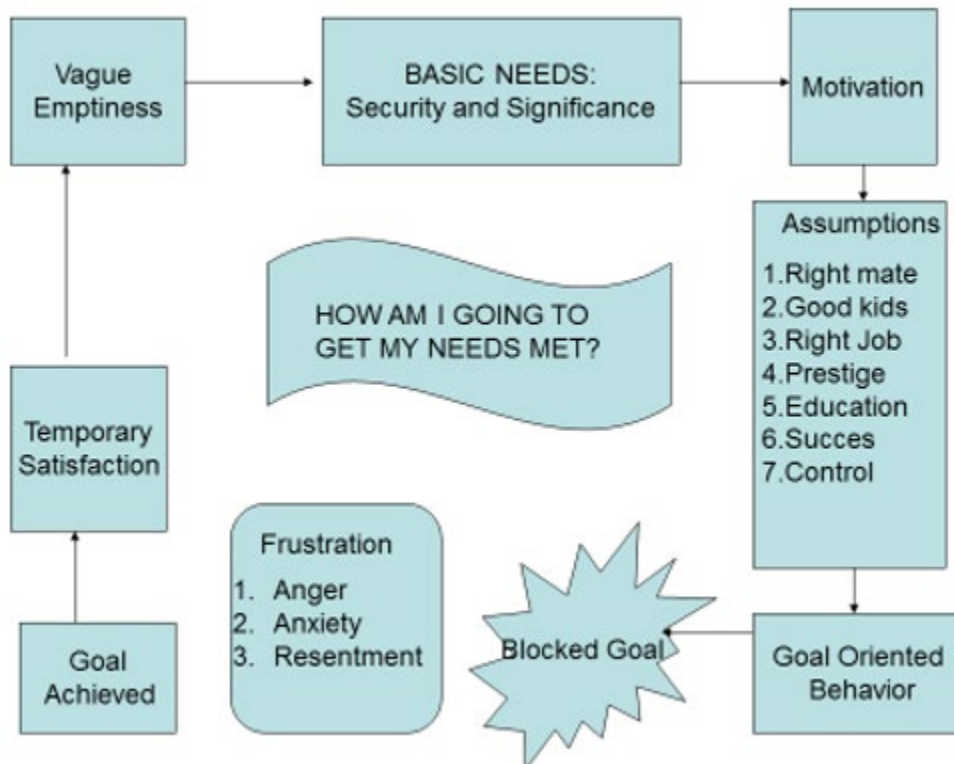 Vague
Emptiness
BASIC NEEDS:
Security and Significance
Motivation
Assumptions
1.Right mate
2.Good kids
3.Right Job
4.Prestige
5.Education
6.Succes
7.Control
HOW AM I GOING TO
GET MY NEEDS MET?
Temporary
Satisfaction
Frustration
1. Anger
2. Anxiety
3. Resentment
Blocked Goal
Goal Oriented
Behavior
Goal
Achieved